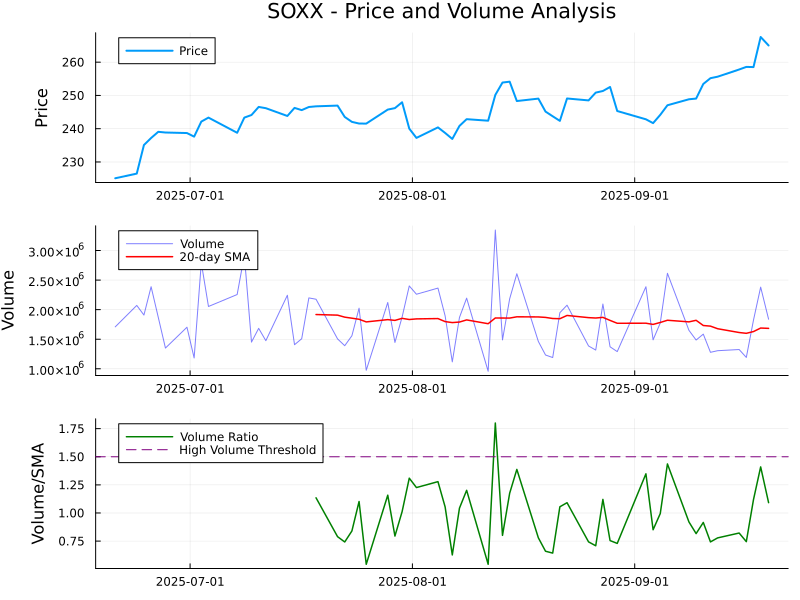 SOXX - Price and Volume Analysis
Price
Price
260
250
240
230
2025-07-01 2025-08-01 2025-09-01
Volume
Volume
20-day SMA
3.00×10⁶
2.50×10⁶
2.00×10⁶
1.50×10⁶
1.00×10⁶
2025-07-01 2025-08-01 2025-09-01
Volume/SMA
Volume Ratio
High Volume Threshold
1.75
1.50
1.25
1.00
0.75
2025-07-01 2025-08-01 2025-09-01